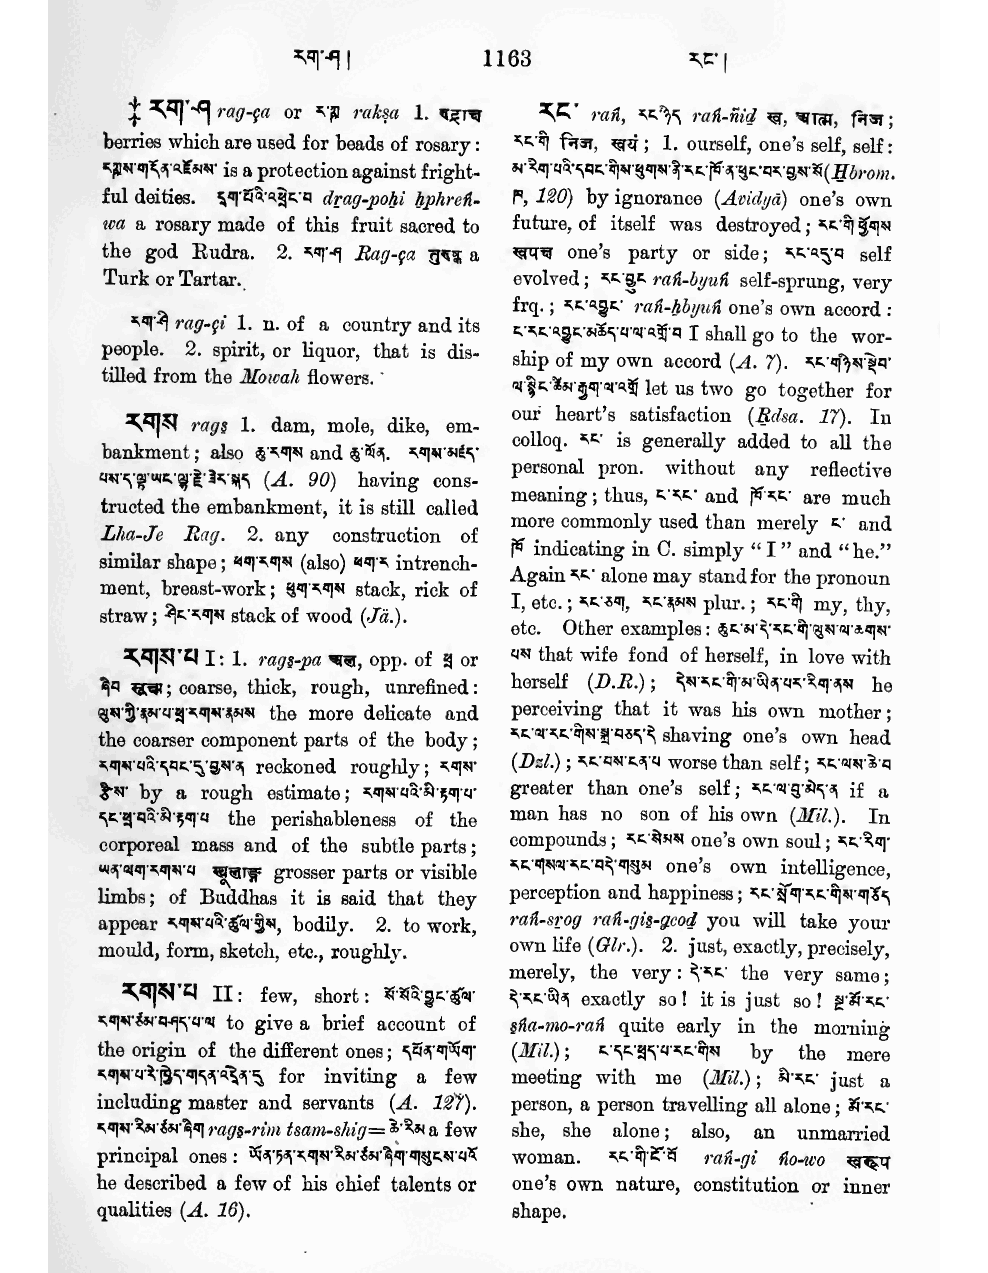 རག་ཤ། 1163 རང་།
‡ རག་ཤ rag-ça or ར་ཀྵ rakṣa 1. रुद्राक्ष
berries which are used for beads of rosary:
is a protection against fright-
ful deities. དྲག་པོའི་འཕྲེང་བ drag-poḥi ḥphreṅ-
wa a rosary made of this fruit sacred to
the god Rudra. 2. རག་ཤ Rag-ça तुरुष्क a
Turk or Tartar.
རག་ཤི rag-çi 1. n. of a country and its
people. 2. spirit, or liquor, that is dis-
tilled from the Mowah flowers.
རགས rags 1. dam, mole, dike, em-
bankment; also ཆུ་རགས and ཆུ་ལོན. རགས་མཛད་
པས་ད་ལྟ་ཡང་ལྷ་རྗེ་རེར་སྐད (A. 90) having cons-
tructed the embankment, it is still called
Lha-Je Rag. 2. any construction of
similar shape; ཕག་རགས (also) ཕག་ར intrench-
ment, breast-work; ཕུག་རགས stack, rick of
straw; ཤིང་རགས stack of wood (Jä.).
རགས་པ I: 1. rags-pa opp. of ཕྲ or
ཞིབ सूक्ष्म; coarse, thick, rough, unrefined:
ལུས་ཀྱི་རྣམ་པ་ཕྲ་རགས་རྣམས the more delicate and
the coarser component parts of the body;
རགས་པའི་དབང་དུ་བྱས་ན reckoned roughly; རགས་
རྩིས་ by a rough estimate; རགས་པའི་མི་རྟག་པ་
དང་ཕྲ་བའི་མི་རྟག་པ the perishableness of the
corporeal mass and of the subtle parts;
ཡན་ལག་རགས་པ स्थूलाङ्ग grosser parts or visible
limbs; of Buddhas it is said that they
appear རགས་པའི་ཚུལ་གྱིས, bodily. 2. to work,
mould, form, sketch, etc., roughly.
རགས་པ II: few, short: སོ་སོའི་བྱུང་ཚུལ་
རགས་ཙམ་བཤད་པ་ལ to give a brief account of
the origin of the different ones; དཔོན་གཡོག་
རགས་པ་རེ་ཁྲིད་གདན་འདྲེན་དུ for inviting a few
including master and servants (A. 127).
རགས་རིམ་ཙམ་ཞིག rags-rim tsam-shig= ཆེ་རིམ a few
principal ones: ཡོན་ཏན་རགས་རིམ་ཙམ་ཞིག་གསུངས་པའོ
he described a few of his chief talents or
qualities (A. 16).
རང་ raṅ, རང་ཉིད raṅ-ñid स्व, आत्म, निज;
རང་གི निज, स्वयं; 1. ourself, one's self, self:
མ་རིག་པའི་དབང་གིས་ཕུགས་ནི་རང་ཁོ་ན་ཕུང་བར་བྱས་སོ (Hbrom.
ཁ, 120) by ignorance (Avidyā) one's own
future, of itself was destroyed; རང་གི་ཕྱོགས
स्वपक्ष one's party or side; རང་འདུ་བ self
evolved; རང་བྱུང raṅ-byuṅ self-sprung, very
frq.; རང་འབྱུང་ raṅ-ḥbyuṅ one's own accord:
ང་རང་འབྱུང་མཆོད་པ་ལ་འགྲོ་བ I shall go to the wor-
ship of my own accord (A. 7). རང་གཉིས་སྡེབ་
ལ་སྙིང་ཚིམ་རྒྱུག་ལ་འགྲོ let us two go together for
our heart's satisfaction (Rdsa. 17). In
colloq. རང་ is generally added to all the
personal pron. without any reflective
meaning; thus, ང་རང་ and ཁོ་རང་ are much
more commonly used than merely ང་ and
ཁོ indicating in C. simply "I" and "he."
Again རང་ alone may stand for the pronoun
I, etc.; རང་ཅག, རང་རྣམས plur.; རང་གི my, thy,
etc. Other examples: ཆུང་མ་དེ་རང་གི་ལུས་ལ་ཆགས་
པས that wife fond of herself, in love with
herself (D.R.); དེས་རང་གི་མ་ཡིན་པར་རིག་ནས he
perceiving that it was his own mother;
རང་ལ་རང་གིས་སྐྲ་བཅད་དེ shaving one's own head
(Dzl.); རང་བས་ངན་པ worse than self; རང་ལས་ཆེ་བ
greater than one's self; རང་ལ་བུ་མེད་ན if a
man has no son of his own (Mil.). In
compounds; རང་སེམས one's own soul; རང་རིག་
རང་གསལ་རང་བདེ་གསུམ one's own intelligence,
perception and happiness; རང་སྲོག་རང་གིས་གཅོད
raṅ-srog raṅ-gis-gcod you will take your
own life (Glr.). 2. just, exactly, precisely,
merely, the very: དེ་རང་ the very same;
དེ་རང་ཡིན exactly so! it is just so! སྔ་མོ་རང་
sṅa-mo-raṅ quite early in the morning
(Mil.); ང་དང་ཕྲད་པ་རང་གིས by the mere
meeting with me (Mil.); མི་རང་ just a
person, a person travelling all alone; མོ་རང་
she, she alone; also, an unmarried
woman. རང་གི་ངོ་བོ raṅ-gi ṅo-wo स्वरूप
one's own nature, constitution or inner
shape.